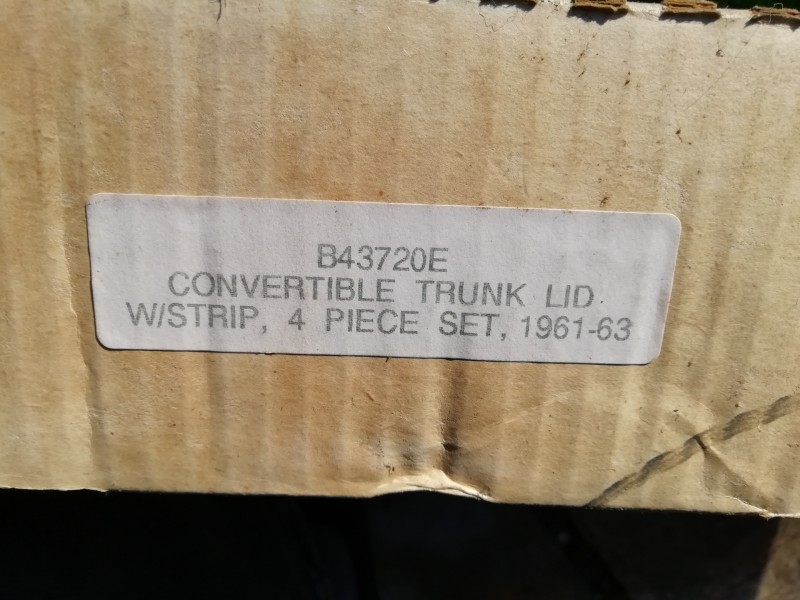 B43720E
CONVERTIBLE TRUNK LID
W/STRIP, 4 PIECE SET, 1961-63